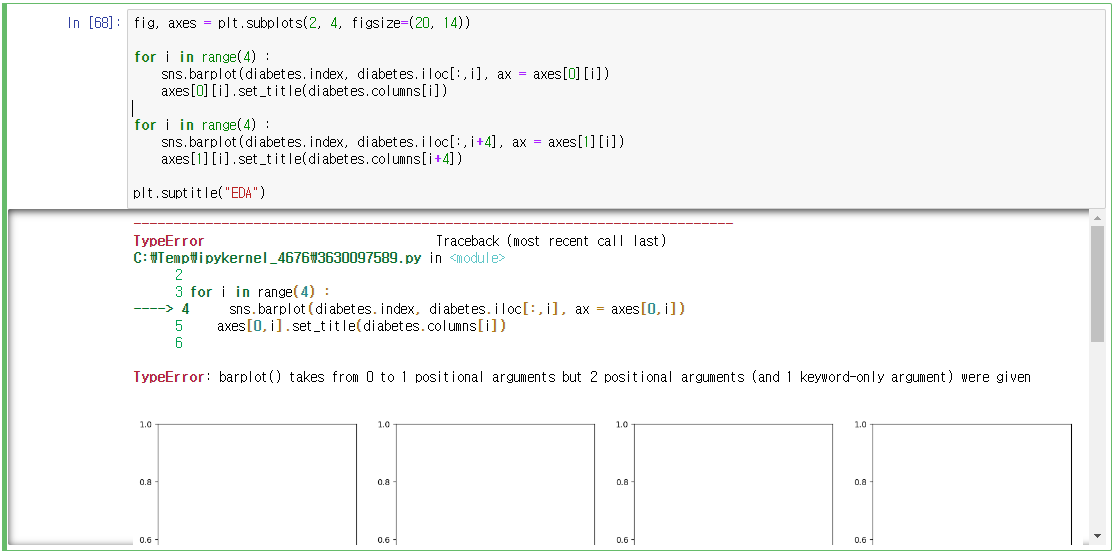 In [68]: fig, axes = plt.subplots(2, 4, figsize=(20, 14))
for i in range(4) :
    sns.barplot(diabetes.index, diabetes.iloc[:,i], ax = axes[0][i])
    axes[0][i].set_title(diabetes.columns[i])
for i in range(4) :
    sns.barplot(diabetes.index, diabetes.iloc[:,i+4], ax = axes[1][i])
    axes[1][i].set_title(diabetes.columns[i+4])
plt.suptitle("EDA")
---------------------------------------------------------------------------
TypeError                                 Traceback (most recent call last)
C:₩Temp₩ipykernel_4676₩3630097589.py in <module>
      2
      3 for i in range(4) :
----> 4     sns.barplot(diabetes.index, diabetes.iloc[:,i], ax = axes[0,i])
      5     axes[0,i].set_title(diabetes.columns[i])
      6
TypeError: barplot() takes from 0 to 1 positional arguments but 2 positional arguments (and 1 keyword-only argument) were given
1.0 1.0 1.0 1.0
0.8 0.8 0.8 0.8
0.6 0.6 0.6 0.6